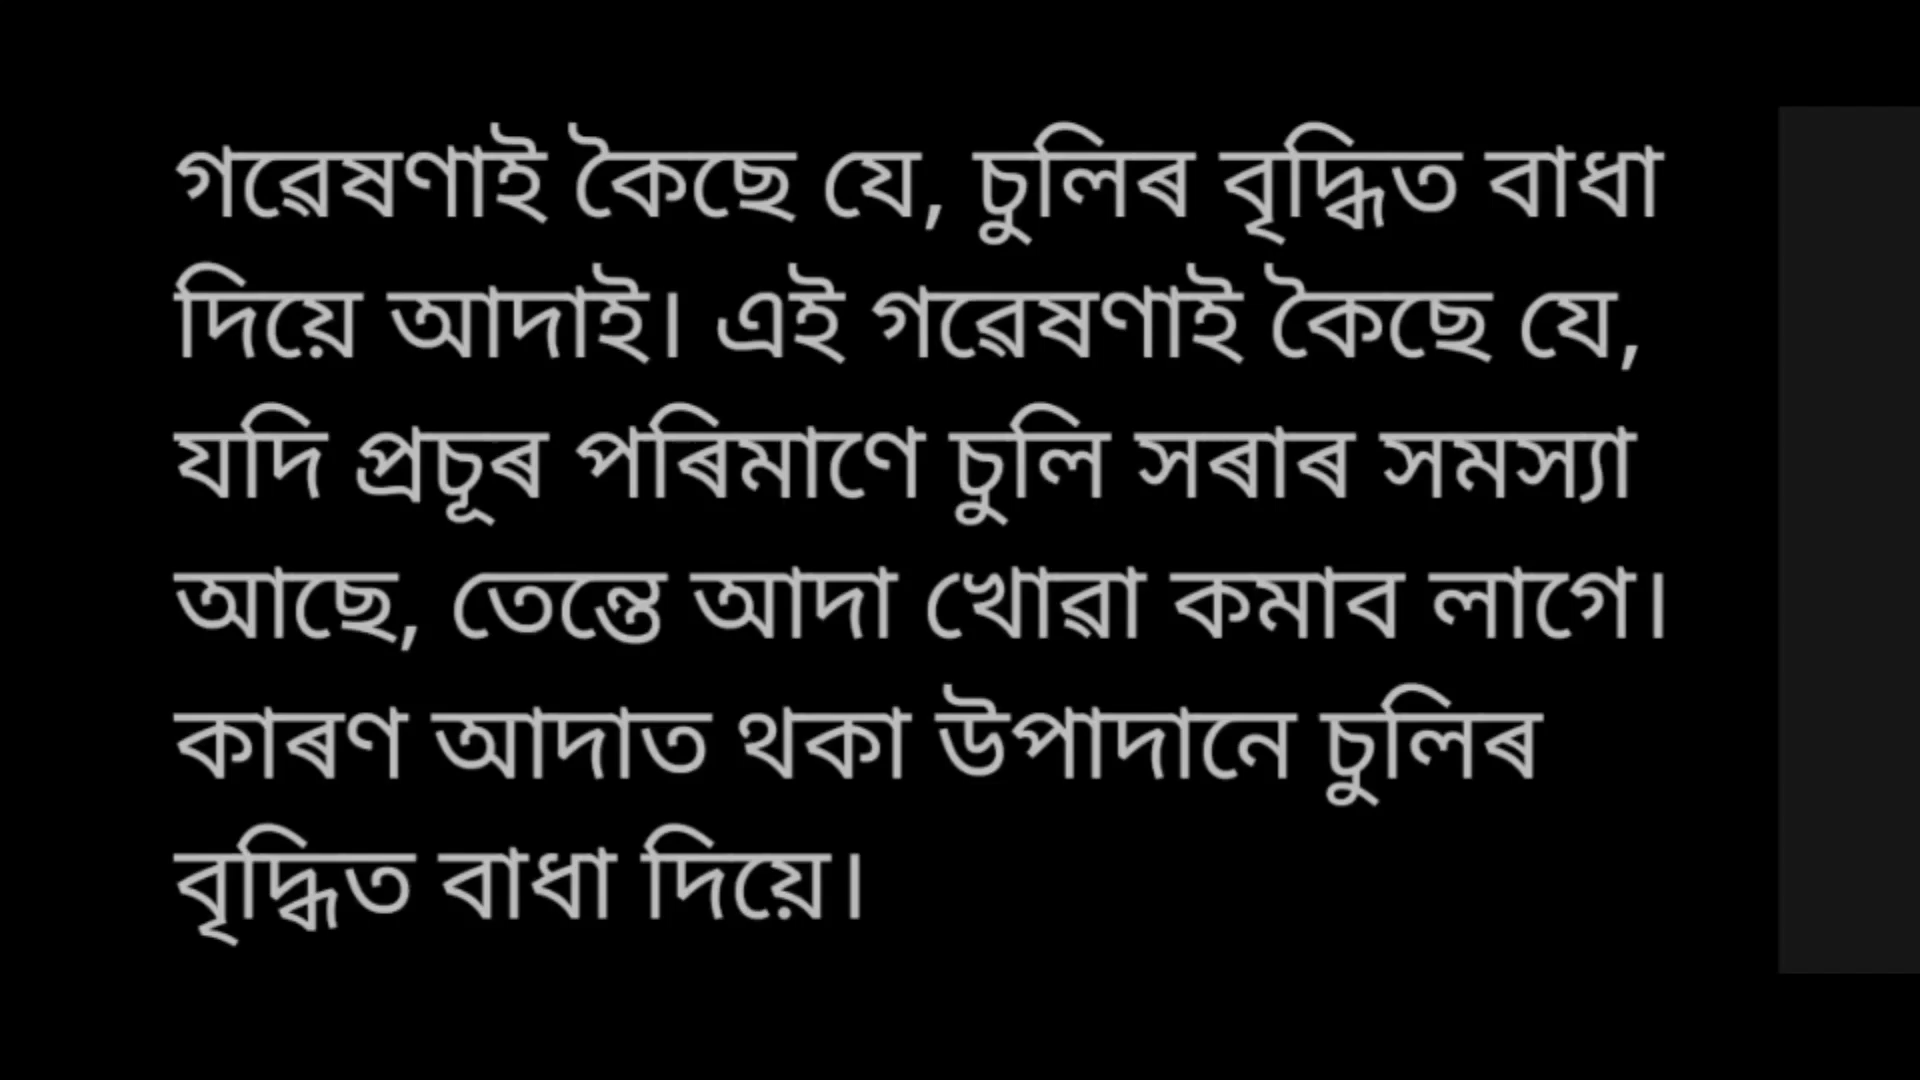 গৱেষণাই কৈছে যে, চুলিৰ বৃদ্ধিত বাধা
দিয়ে আদাই। এই গৱেষণাই কৈছে যে,
যদি প্ৰচূৰ পৰিমাণে চুলি সৰাৰ সমস্যা
আছে, তেন্তে আদা খোৱা কমাব লাগে।
কাৰণ আদাত থকা উপাদানে চুলিৰ
বৃদ্ধিত বাধা দিয়ে।